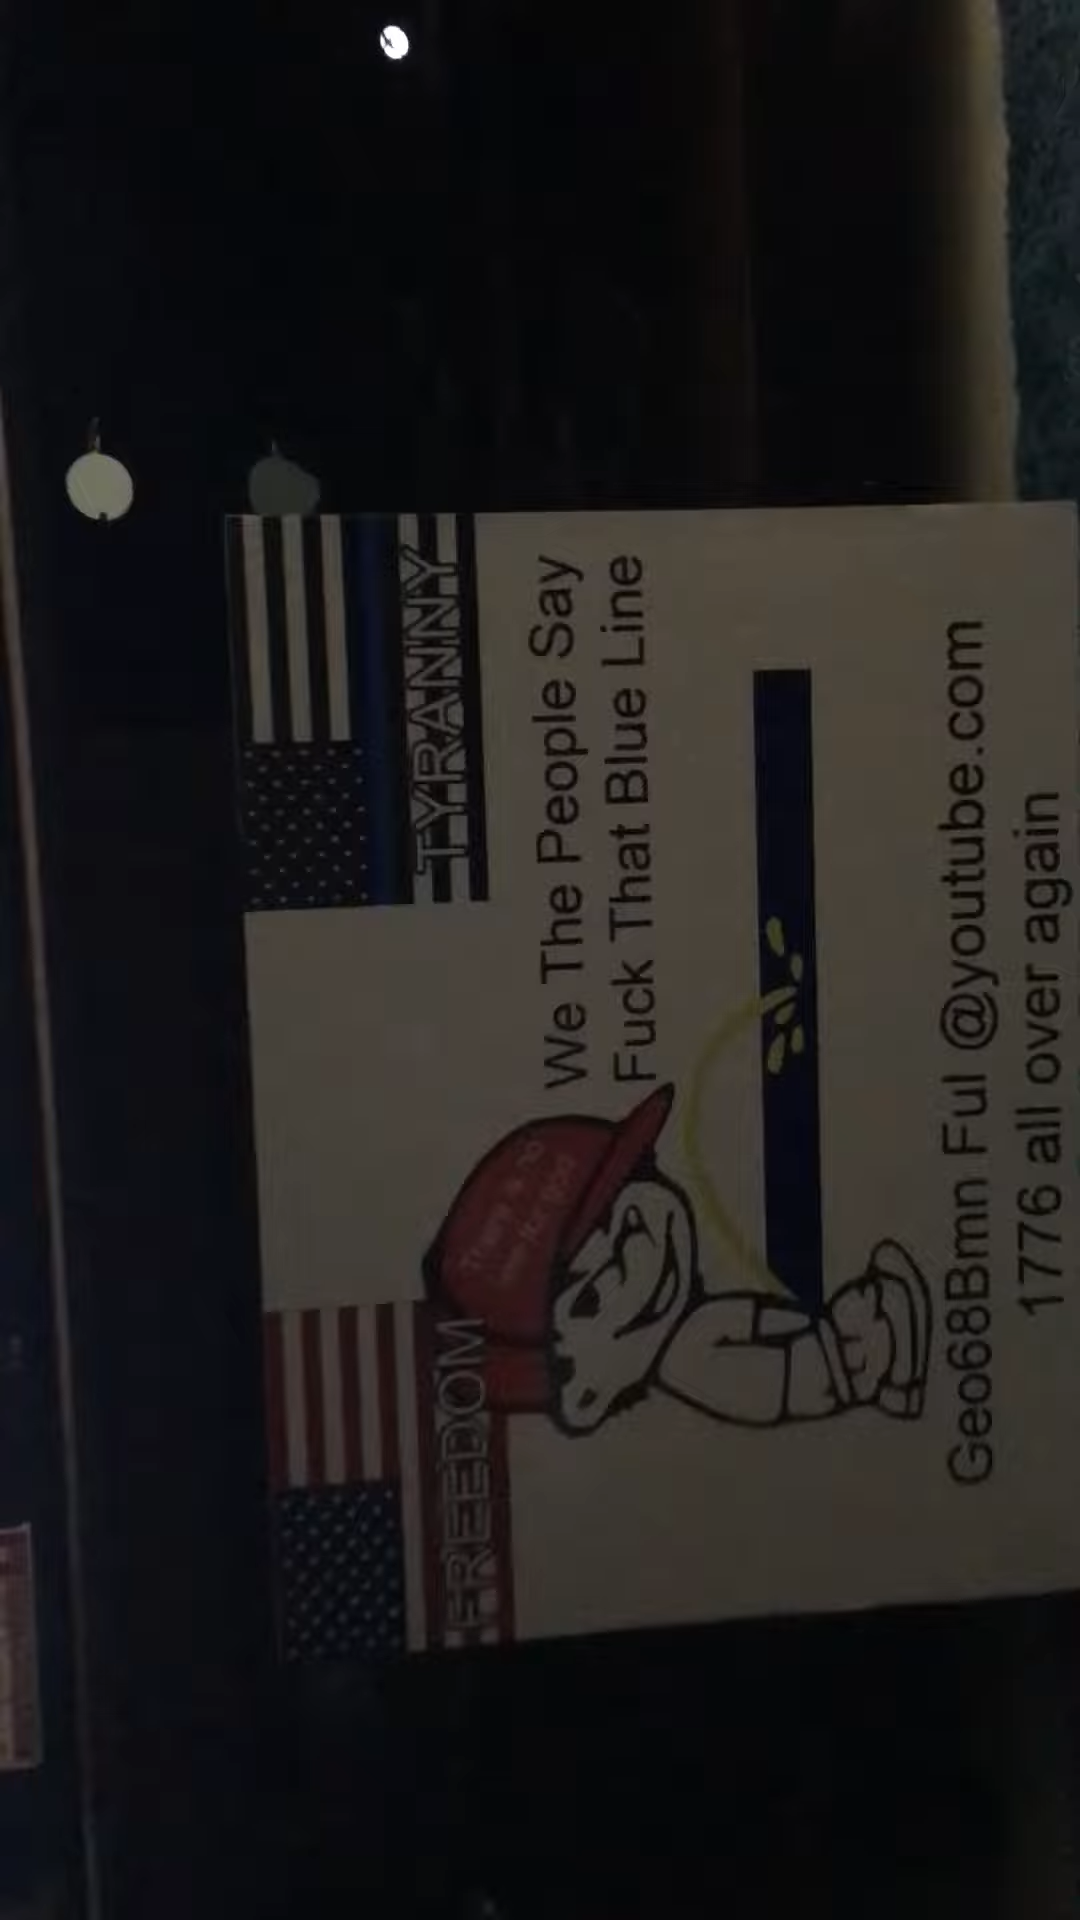 FREEDOM
TYRANNY
We The People Say
Fuck That Blue Line
Geo68Bmn Ful @youtube.com
1776 all over again